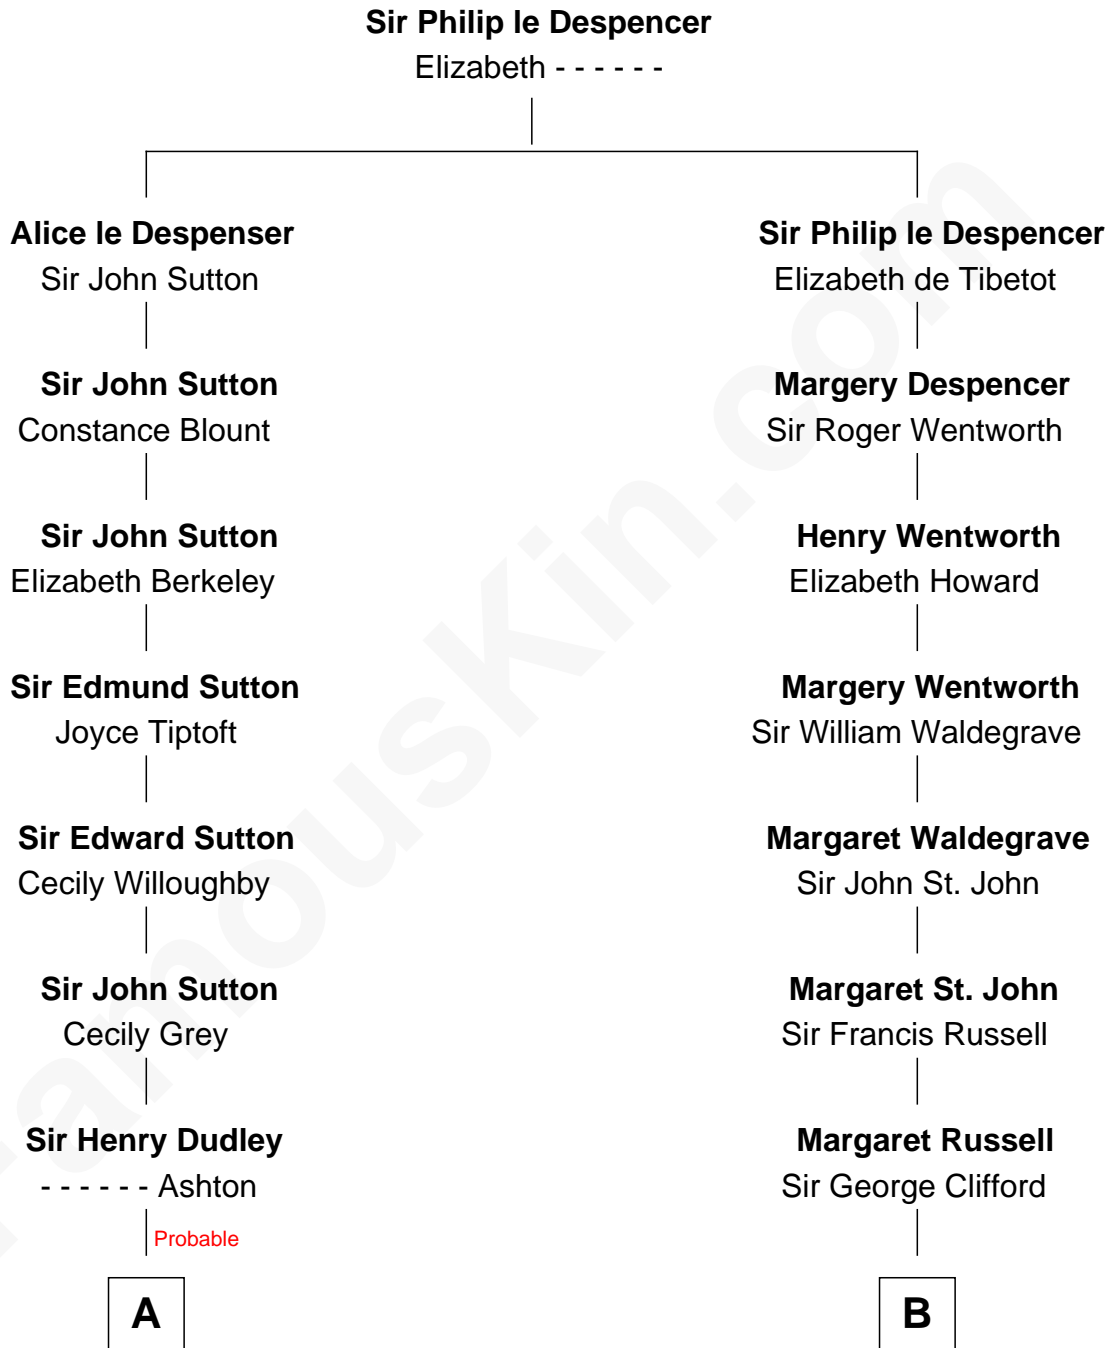 Sir Philip le Despencer
Elizabeth - - - - - -
Alice le Despenser
Sir John Sutton
Sir Philip le Despencer
Elizabeth de Tibetot
Sir John Sutton
Constance Blount
Margery Despencer
Sir Roger Wentworth
Sir John Sutton
Elizabeth Berkeley
Henry Wentworth
Elizabeth Howard
Sir Edmund Sutton
Joyce Tiptoft
Margery Wentworth
Sir William Waldegrave
Sir Edward Sutton
Cecily Willoughby
Margaret Waldegrave
Sir John St. John
Sir John Sutton
Cecily Grey
Margaret St. John
Sir Francis Russell
Sir Henry Dudley
- - - - - - Ashton
Margaret Russell
Sir George Clifford
Probable
A
B
FamousKin.com